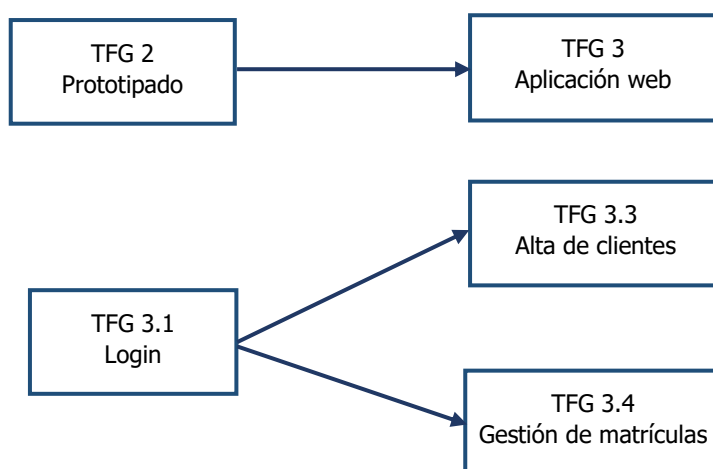 TFG 2
Prototipado
TFG 3
Aplicación web
TFG 3.3
Alta de clientes
TFG 3.1
Login
TFG 3.4
Gestión de matrículas